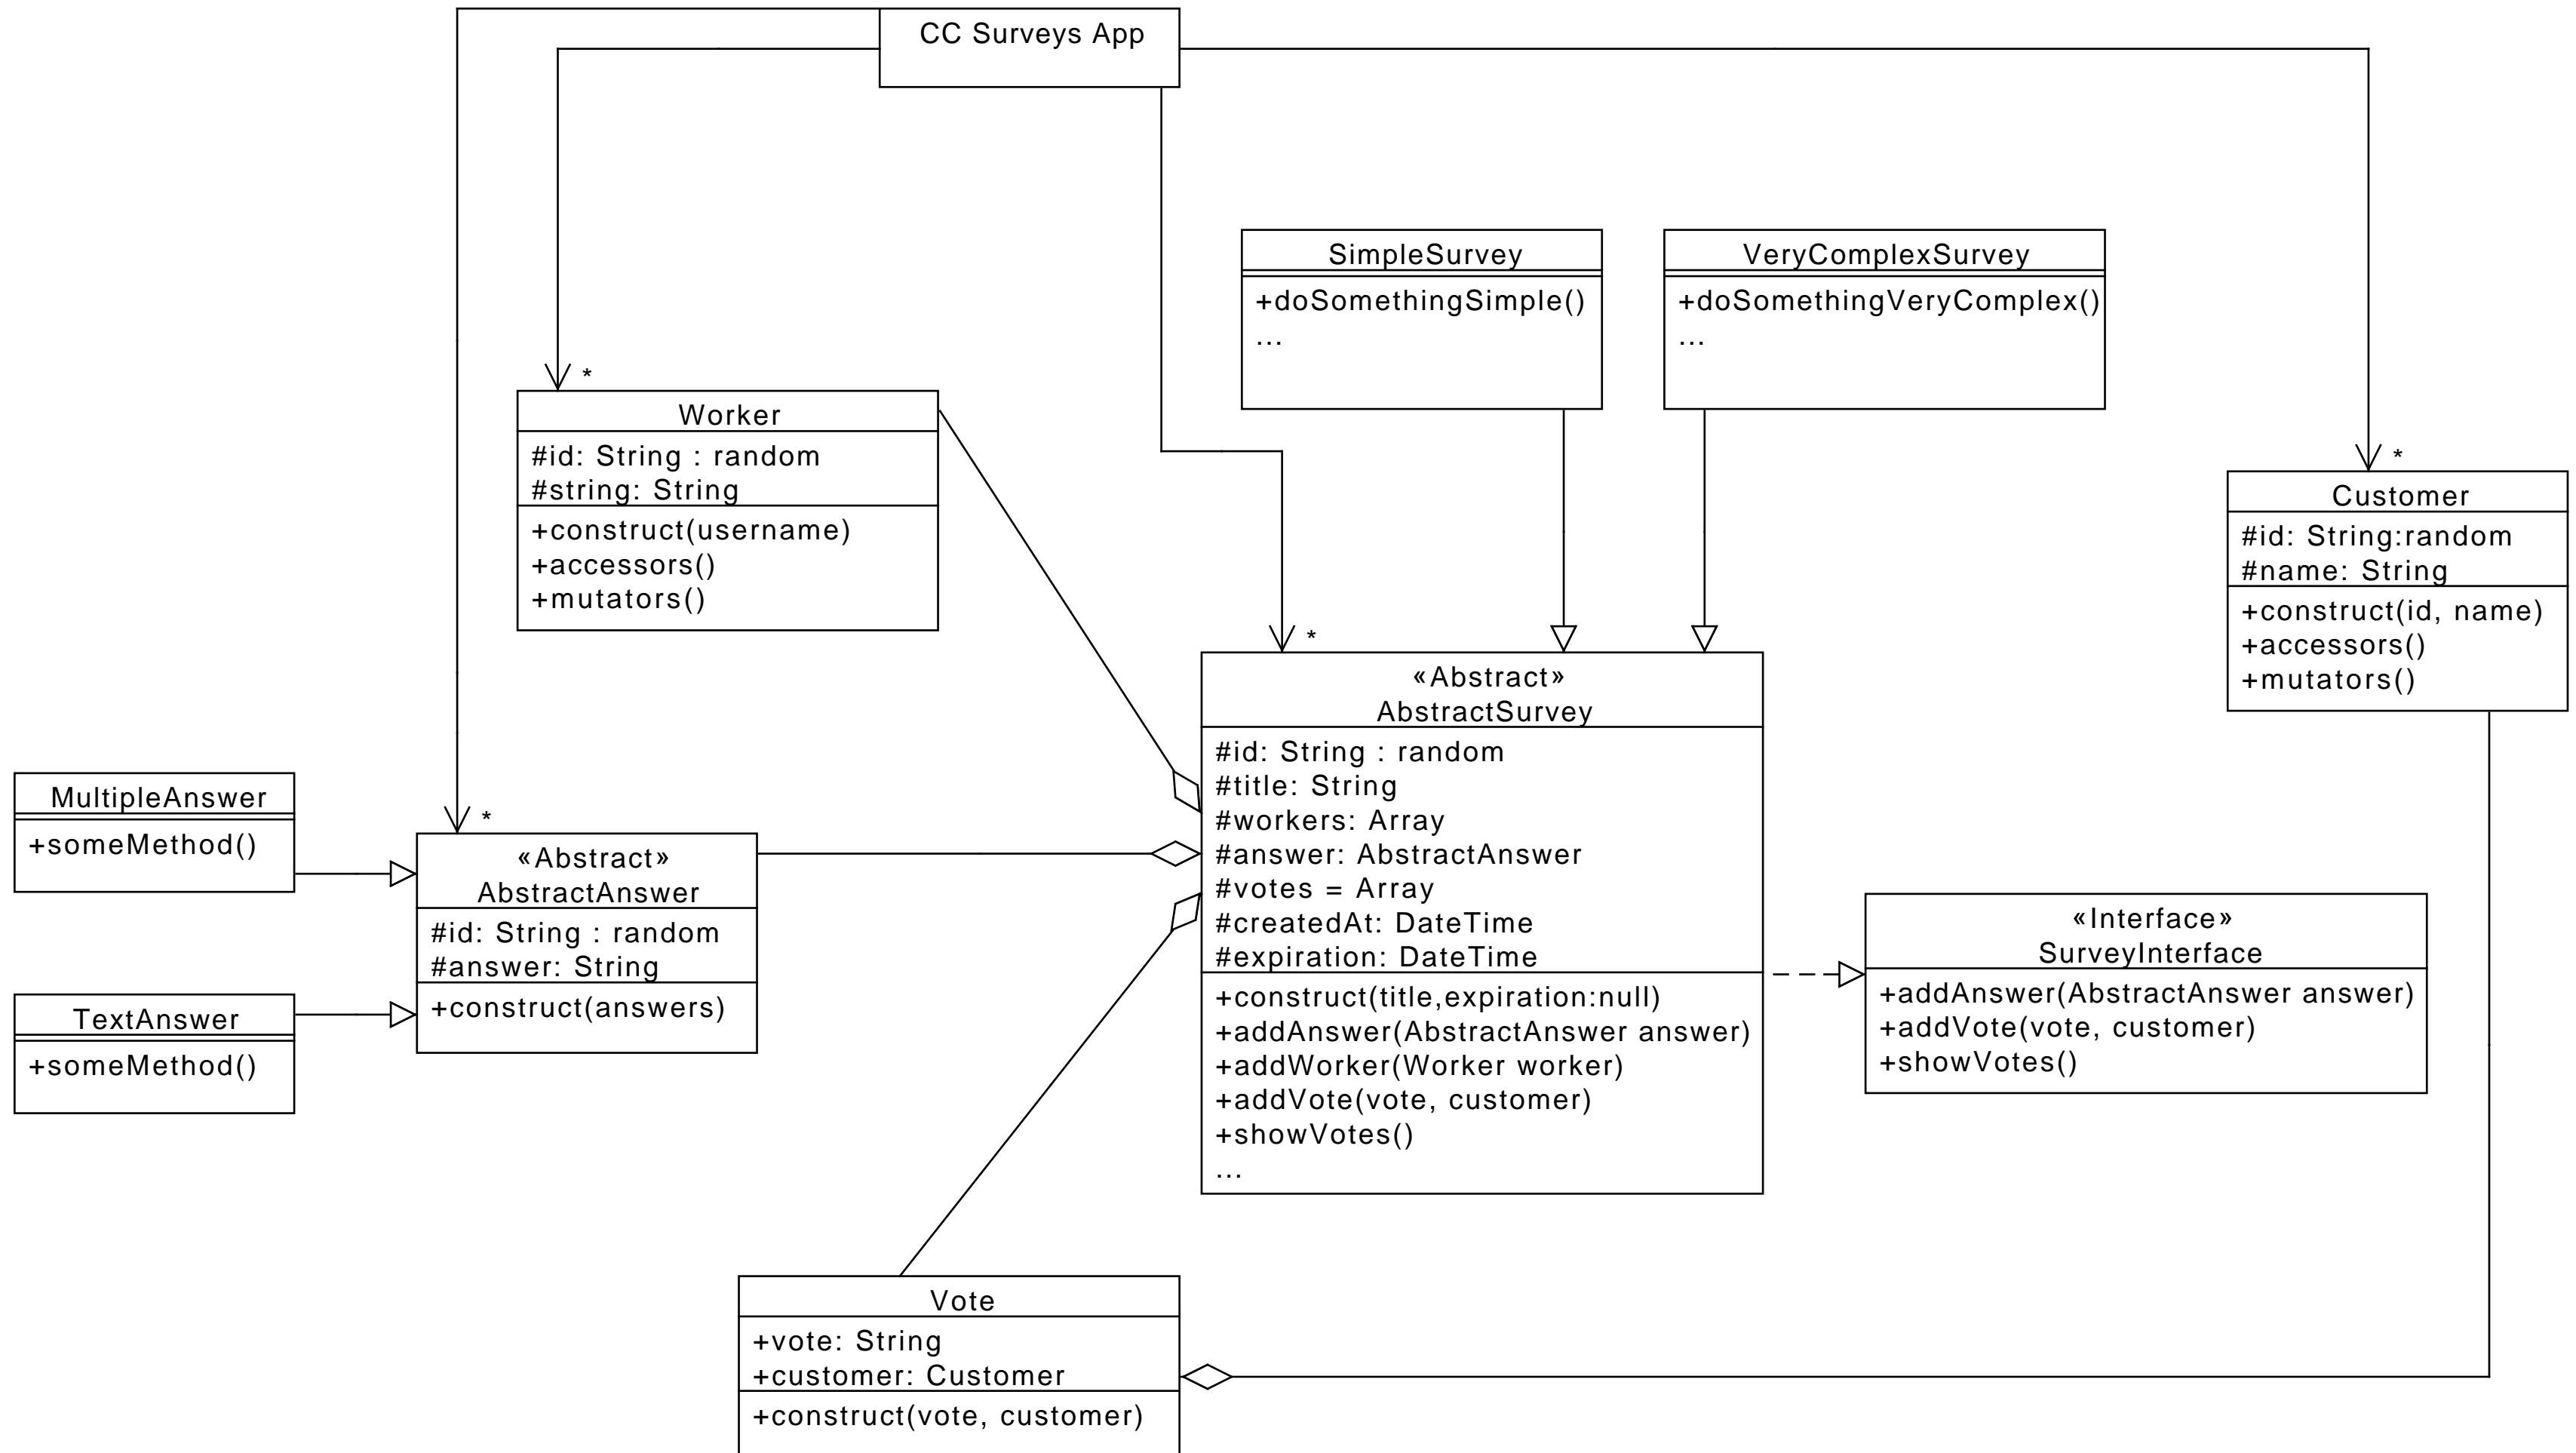 CC Surveys App
SimpleSurvey
+doSomethingSimple()
...
VeryComplexSurvey
+doSomethingVeryComplex()
...
*
Worker
#id: String : random
#string: String
+construct(username)
+accessors()
+mutators()
*
Customer
#id: String:random
#name: String
+construct(id, name)
+accessors()
+mutators()
*
«Abstract»
AbstractSurvey
#id: String : random
#title: String
#workers: Array
#answer: AbstractAnswer
#votes = Array
#createdAt: DateTime
#expiration: DateTime
+construct(title,expiration:null)
+addAnswer(AbstractAnswer answer)
+addWorker(Worker worker)
+addVote(vote, customer)
+showVotes()
...
MultipleAnswer
+someMethod()
*
«Abstract»
AbstractAnswer
#id: String : random
#answer: String
+construct(answers)
TextAnswer
+someMethod()
«Interface»
SurveyInterface
+addAnswer(AbstractAnswer answer)
+addVote(vote, customer)
+showVotes()
Vote
+vote: String
+customer: Customer
+construct(vote, customer)